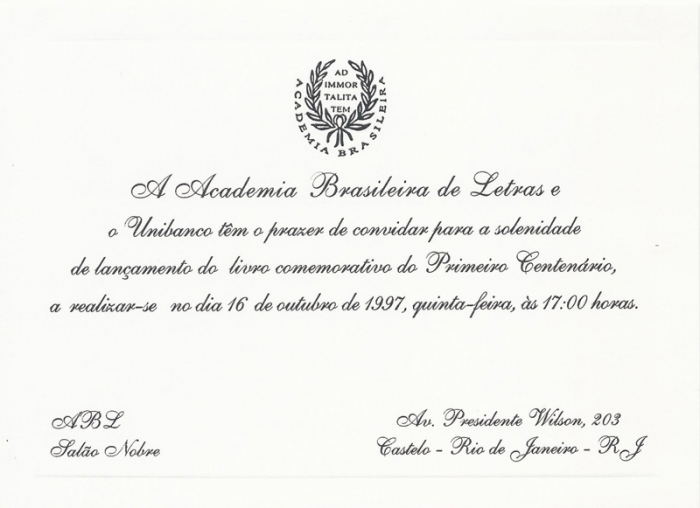 AD
IMMOR
TALITA
TEM
ACADEMIA BRASILEIRA
A Academia Brasileira de Letras e
o Unibanco têm o prazer de convidar para a solenidade
de lançamento do livro comemorativo do Primeiro Centenário,
a realizar-se no dia 16 de outubro de 1997, quinta-feira, às 17:00 horas.
ABL
Salão Nobre
Av. Presidente Wilson, 203
Castelo - Rio de Janeiro - RJ